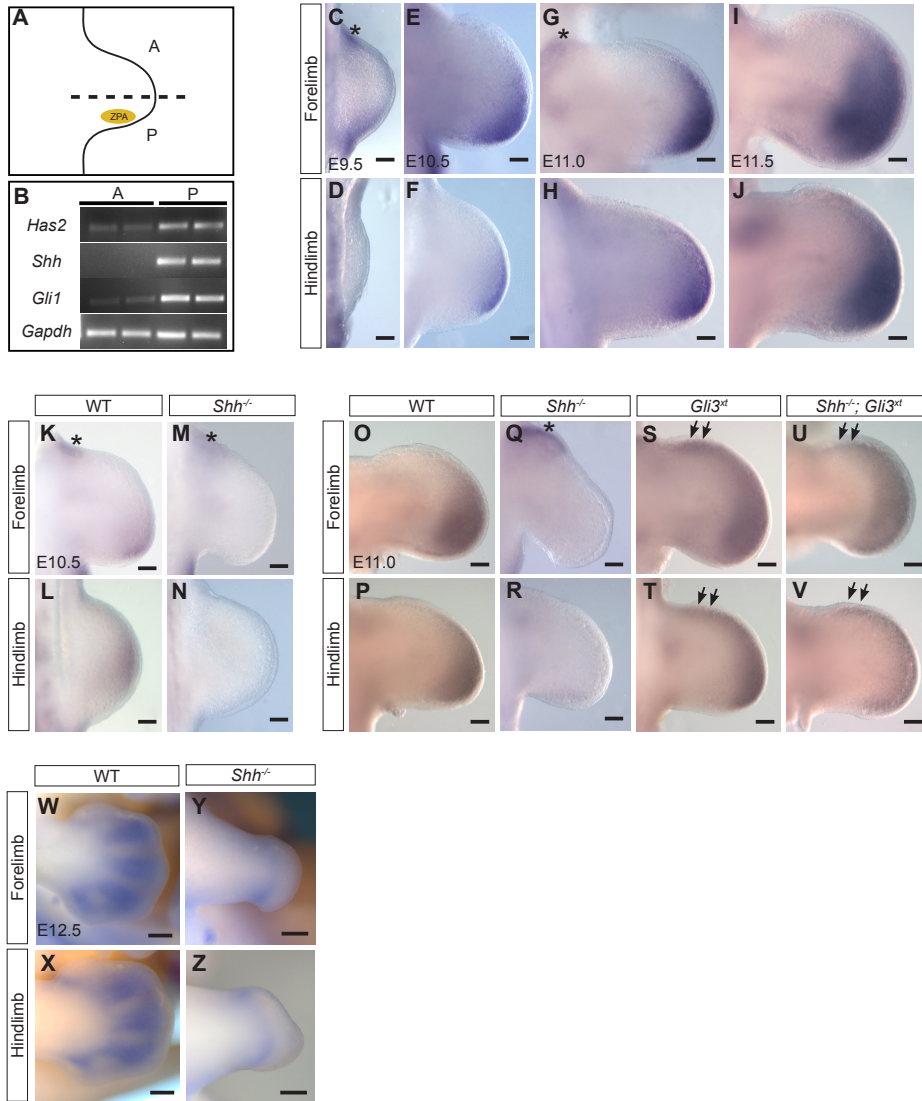 A
A
ZPA
P
B
A P
Has2
Shh
Gli1
Gapdh
Forelimb
Hindlimb
C *
E9.5
E
E10.5
G *
E11.0
I
E11.5
D
F
H
J
WT
Shh-/-
Forelimb
Hindlimb
K *
E10.5
M *
L
N
WT
Shh-/-
Gli3xt
Shh-/-; Gli3xt
Forelimb
Hindlimb
O
E11.0
Q *
S
U
P
R
T
V
WT
Shh-/-
Forelimb
Hindlimb
W
E12.5
Y
X
Z